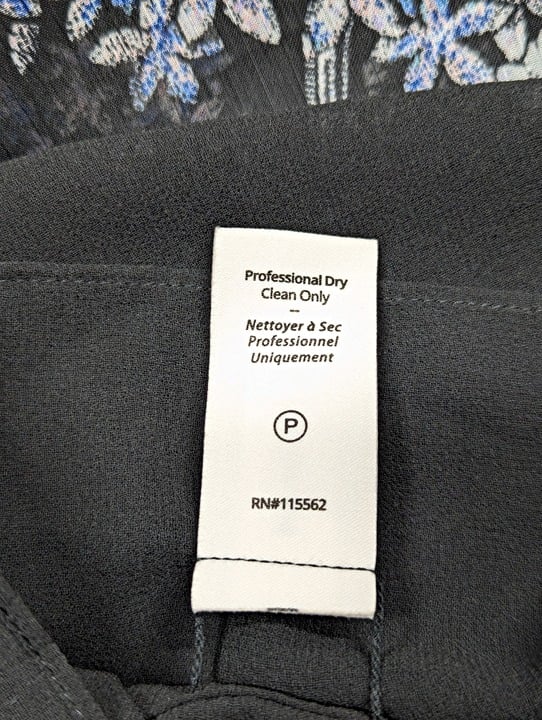 Professional Dry
Clean Only
--
Nettoyer à Sec
Professionnel
Uniquement
P
RN#115562